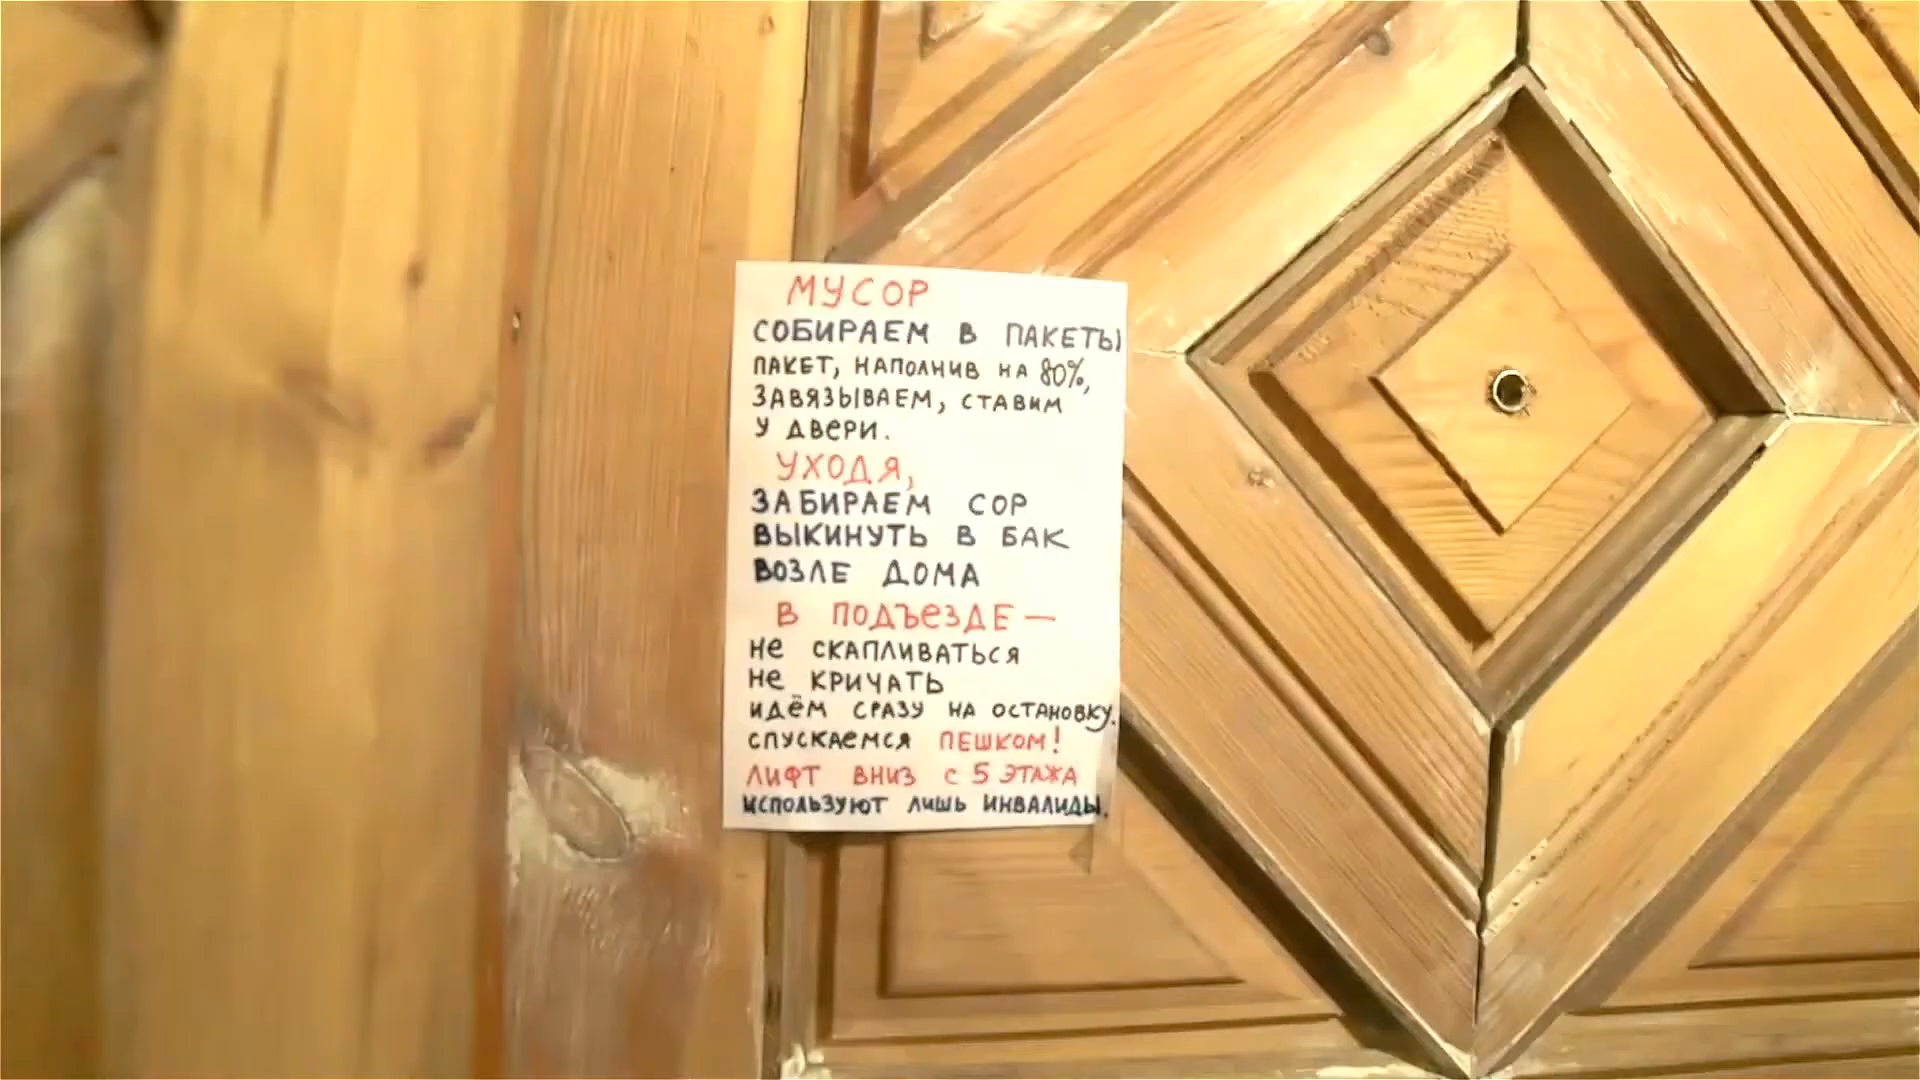 МУСОР
СОБИРАЕМ В ПАКЕТЫ
ПАКЕТ, НАПОЛНИВ НА 80%,
ЗАВЯЗЫВАЕМ, СТАВИМ
У ДВЕРИ.
УХОДЯ,
ЗАБИРАЕМ СОР
ВЫКИНУТЬ В БАК
ВОЗЛЕ ДОМА
В ПОДЪЕЗДЕ —
НЕ СКАПЛИВАТЬСЯ
НЕ КРИЧАТЬ
ИДЁМ СРАЗУ НА ОСТАНОВКУ.
СПУСКАЕМСЯ ПЕШКОМ!
ЛИФТ ВНИЗ С 5 ЭТАЖА
ИСПОЛЬЗУЮТ ЛИШЬ ИНВАЛИДЫ.